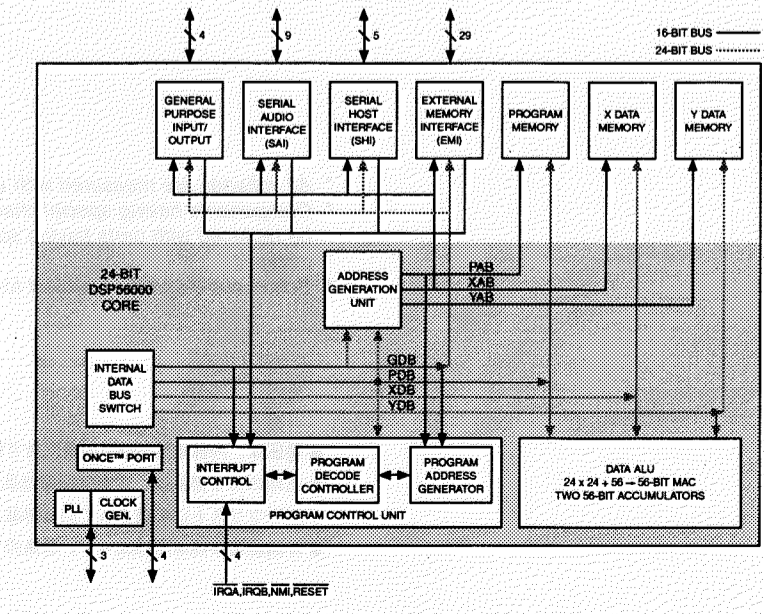 4
9
5
29
16-BIT BUS
24-BIT BUS
GENERAL
PURPOSE
INPUT/
OUTPUT
SERIAL
AUDIO
INTERFACE
(SAI)
SERIAL
HOST
INTERFACE
(SHI)
EXTERNAL
MEMORY
INTERFACE
(EMI)
PROGRAM
MEMORY
X DATA
MEMORY
Y DATA
MEMORY
24-BIT
DSP56000
CORE
ADDRESS
GENERATION
UNIT
PAB
XAB
YAB
INTERNAL
DATA
BUS
SWITCH
GDB
PDB
XDB
YDB
ONCE™ PORT
PLL
CLOCK
GEN.
INTERRUPT
CONTROL
PROGRAM
DECODE
CONTROLLER
PROGRAM
ADDRESS
GENERATOR
PROGRAM CONTROL UNIT
DATA ALU
24 x 24 + 56 → 56-BIT MAC
TWO 56-BIT ACCUMULATORS
3
4
4
IRQA, IRQB, NMI, RESET